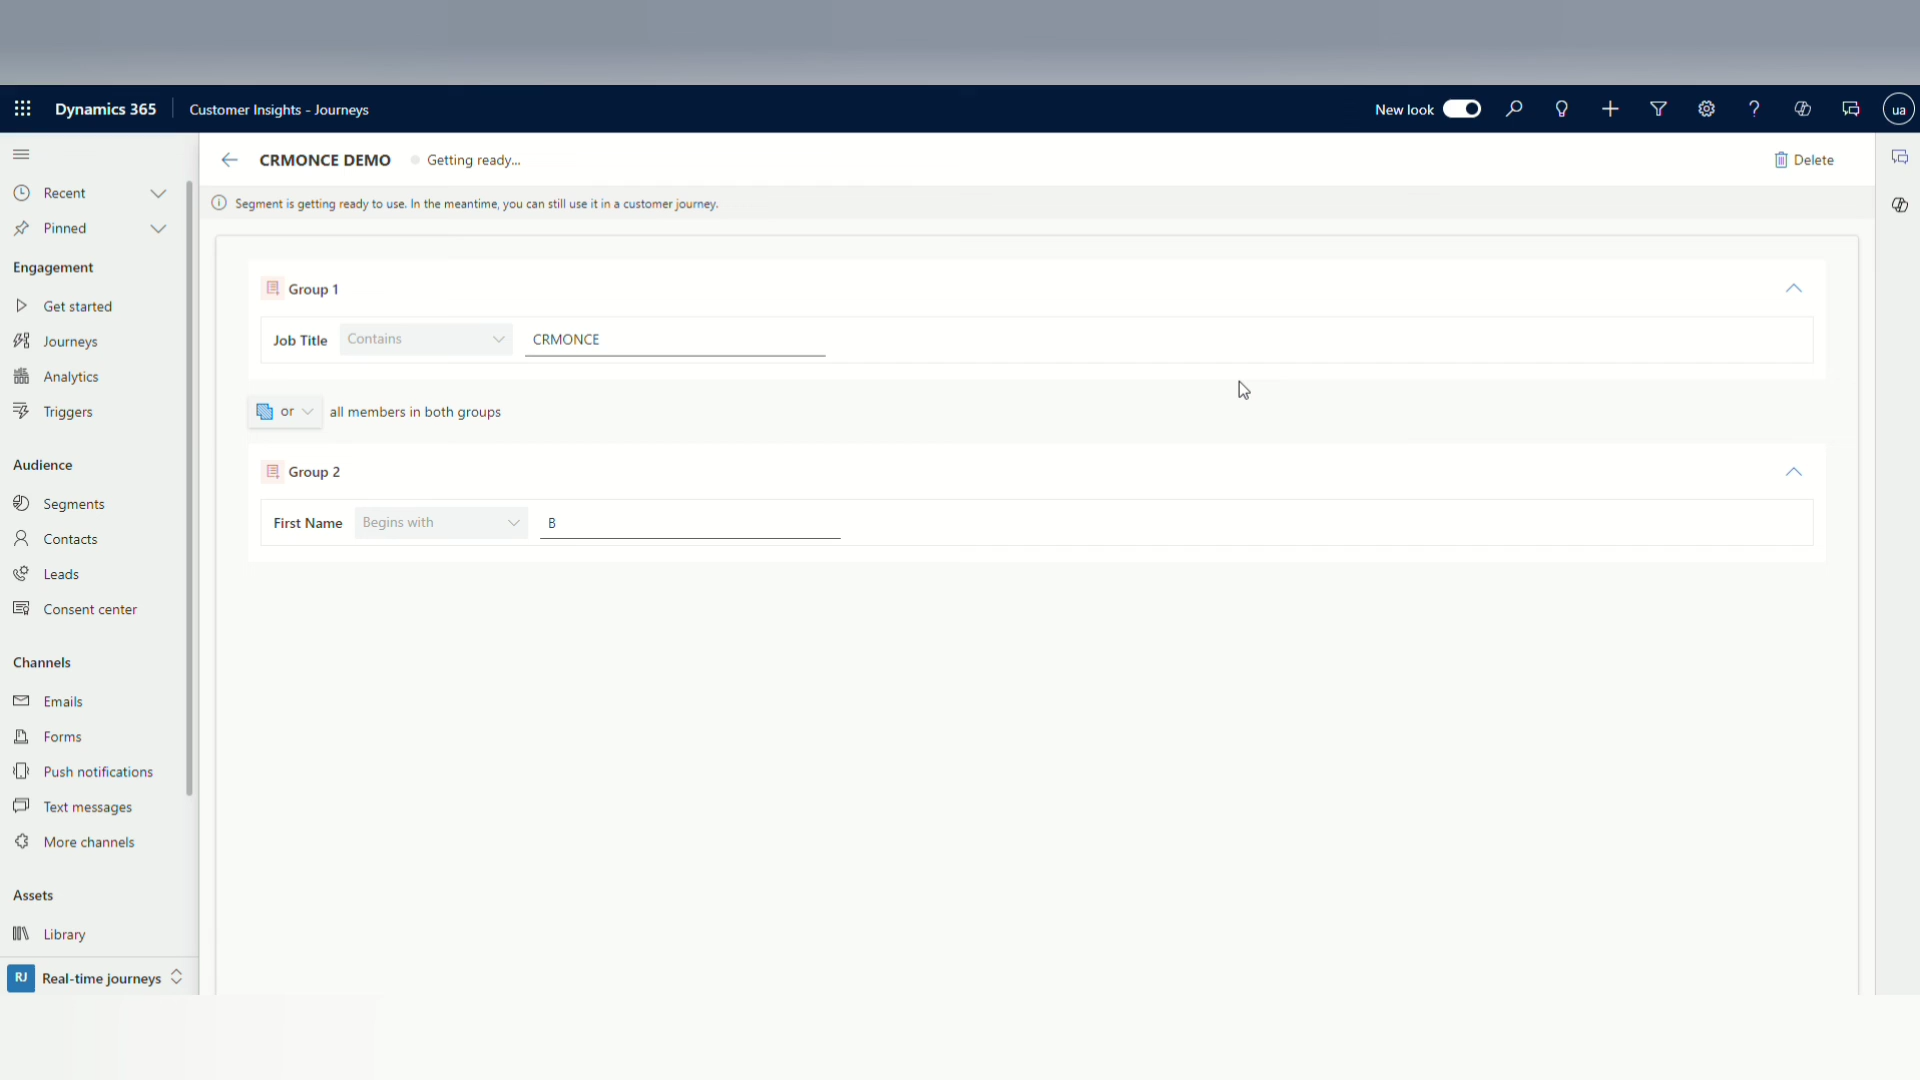 Dynamics 365 Customer Insights - Journeys New look ua
CRMONCE DEMO Getting ready... Delete
Segment is getting ready to use. In the meantime, you can still use it in a customer journey.
Recent
Pinned
Engagement
Get started
Journeys
Analytics
Triggers
Audience
Segments
Contacts
Leads
Consent center
Channels
Emails
Forms
Push notifications
Text messages
More channels
Assets
Library
RJ Real-time journeys
Group 1
Job Title Contains CRMONCE
or all members in both groups
Group 2
First Name Begins with B